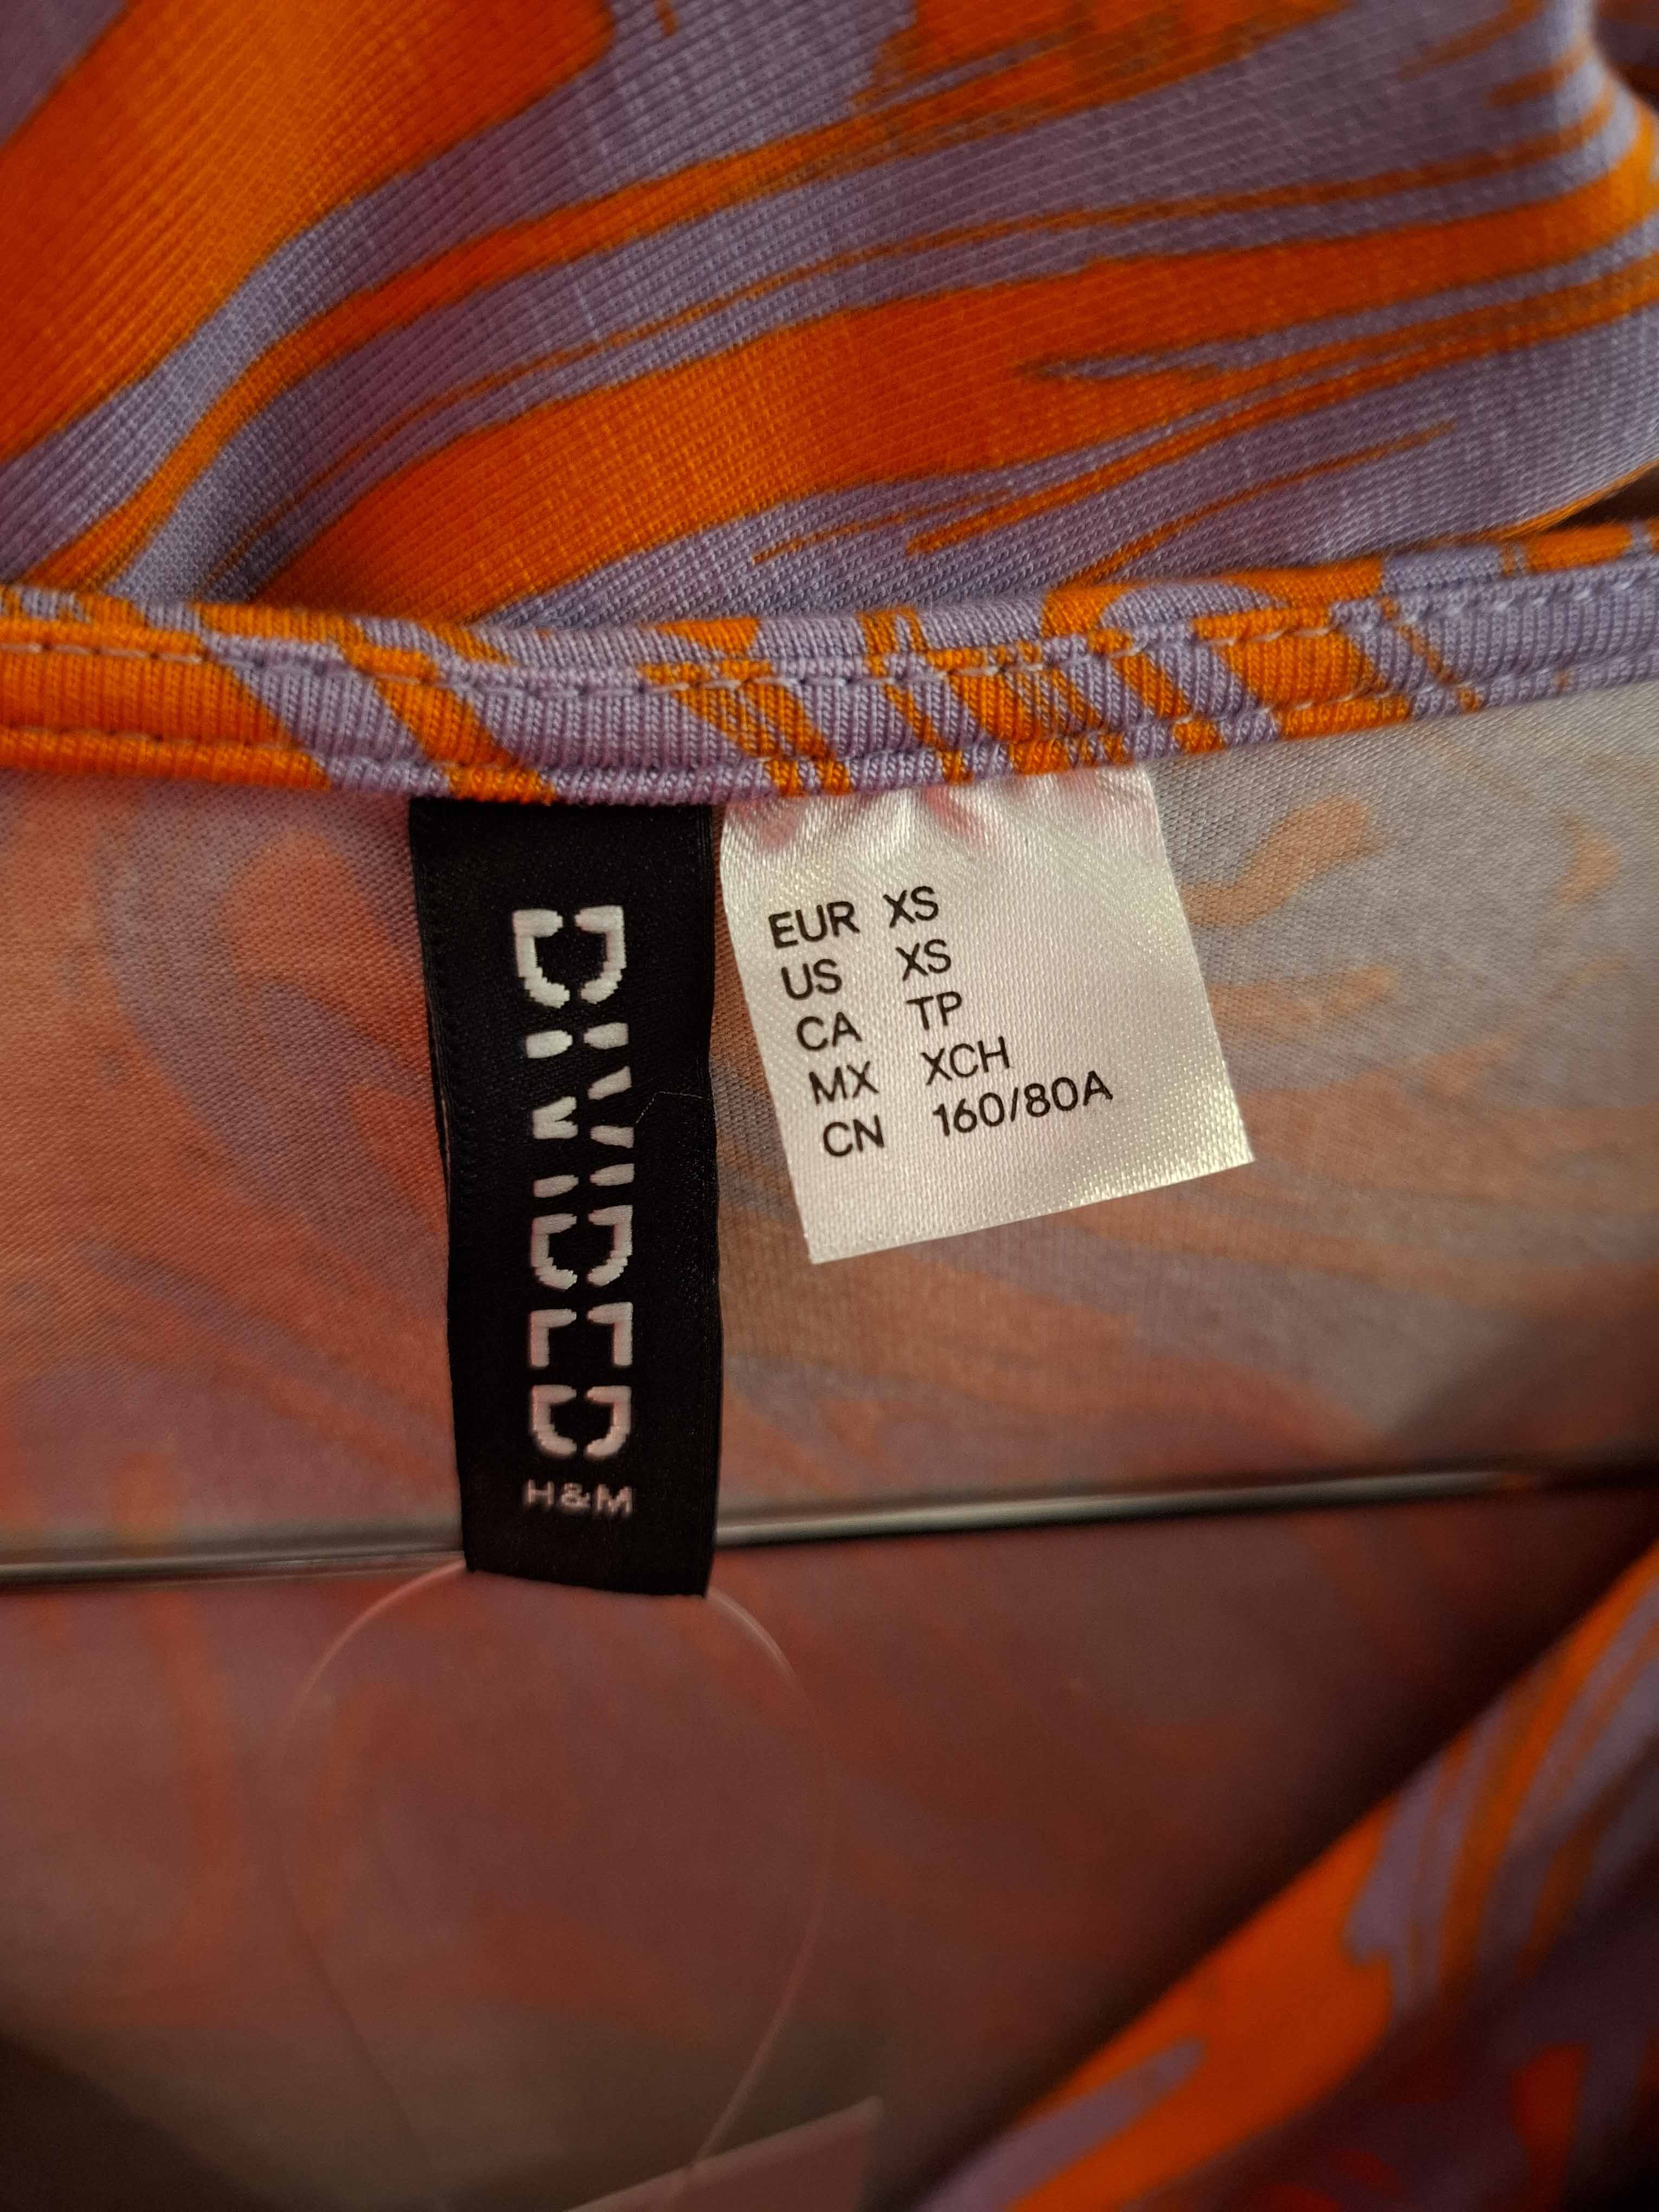 DIVIDED
H&M
EUR XS
US XS
CA TP
MX XCH
CN 160/80A